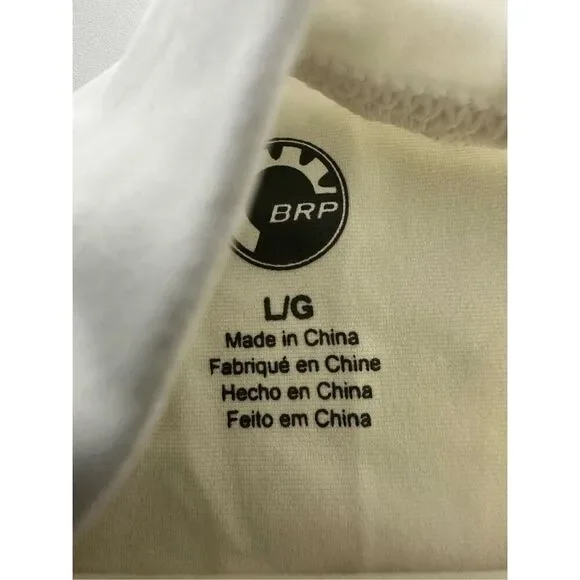 BRP
L/G
Made in China
Fabriqué en Chine
Hecho en China
Feito em China